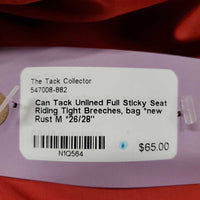 The Tack Collector
547008-882
Can Tack Unlined Full Sticky Seat
Riding Tight Breeches, bag *new
Rust M *26/28"
N1Q564
$65.00